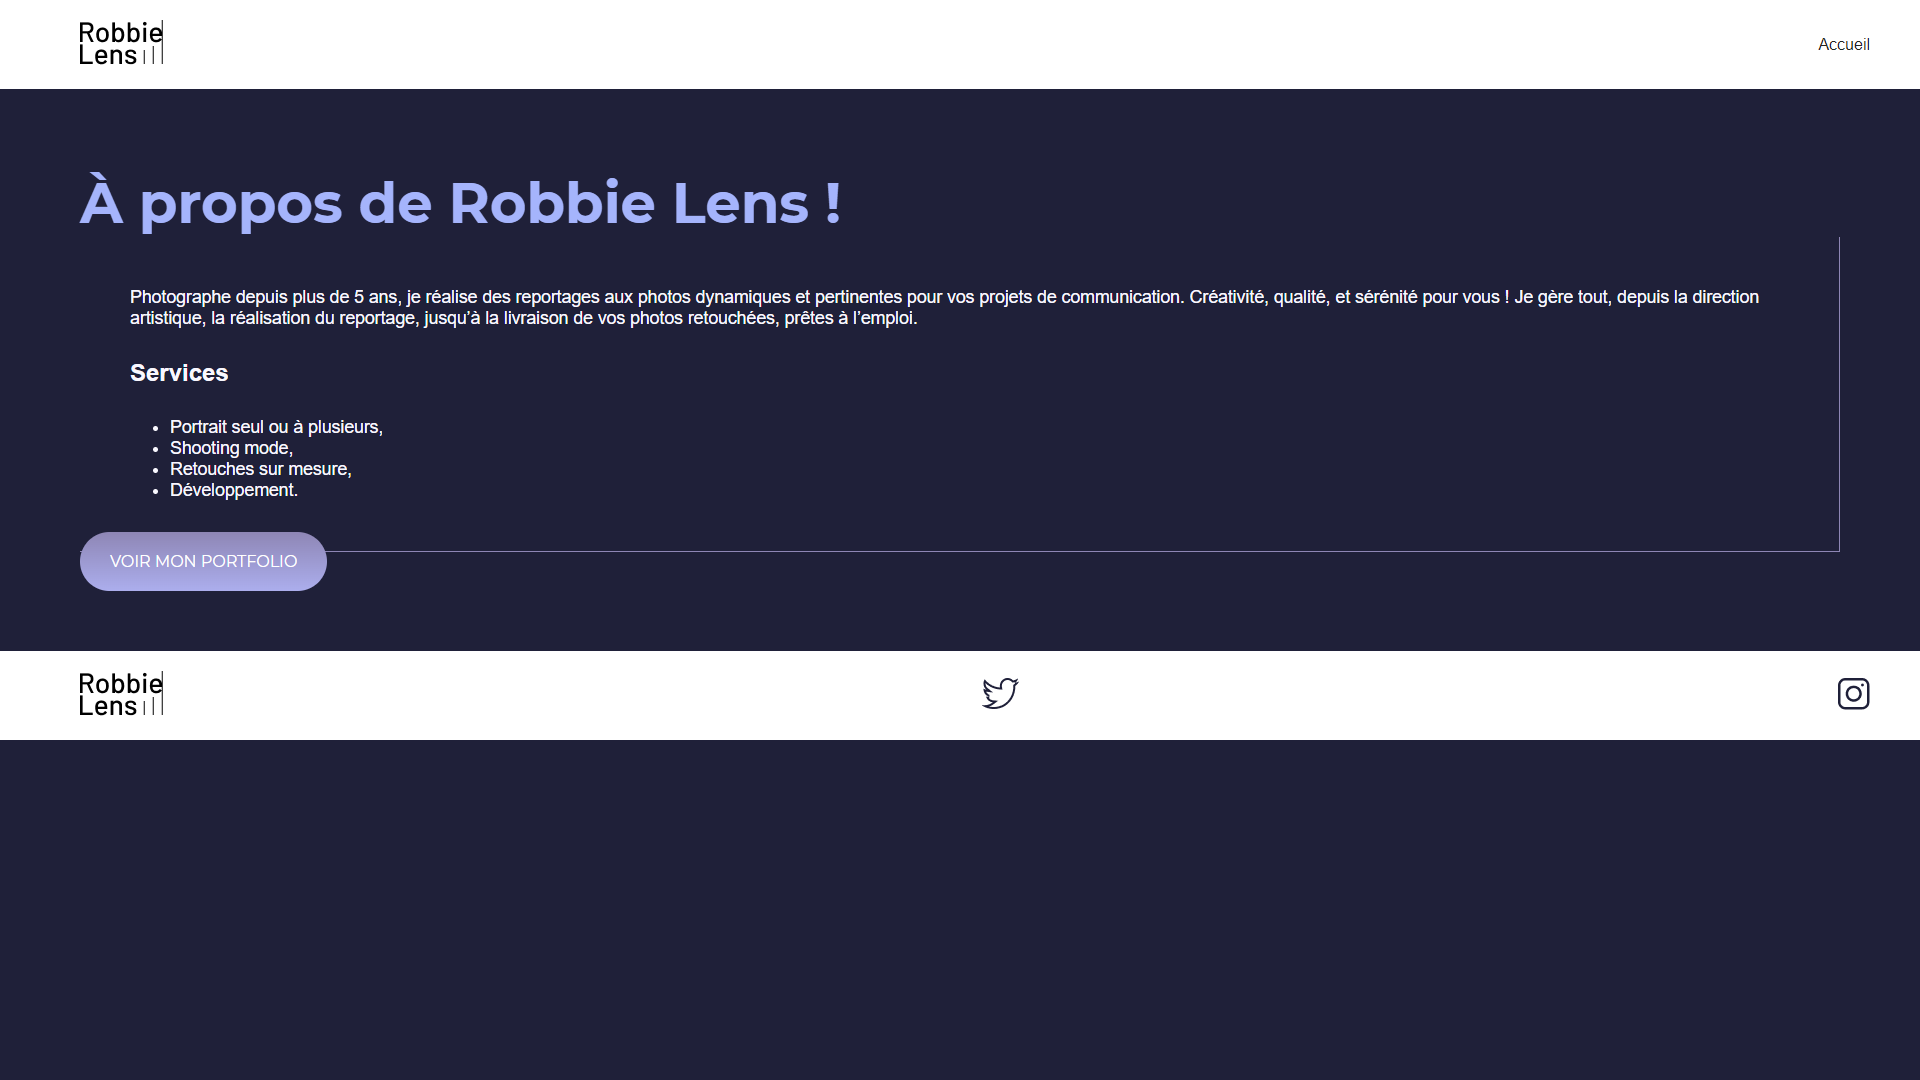 Robbie
Lens
Accueil
À propos de Robbie Lens !
Photographe depuis plus de 5 ans, je réalise des reportages aux photos dynamiques et pertinentes pour vos projets de communication. Créativité, qualité, et sérénité pour vous ! Je gère tout, depuis la direction
artistique, la réalisation du reportage, jusqu’à la livraison de vos photos retouchées, prêtes à l’emploi.
Services
• Portrait seul ou à plusieurs,
• Shooting mode,
• Retouches sur mesure,
• Développement.
VOIR MON PORTFOLIO
Robbie
Lens